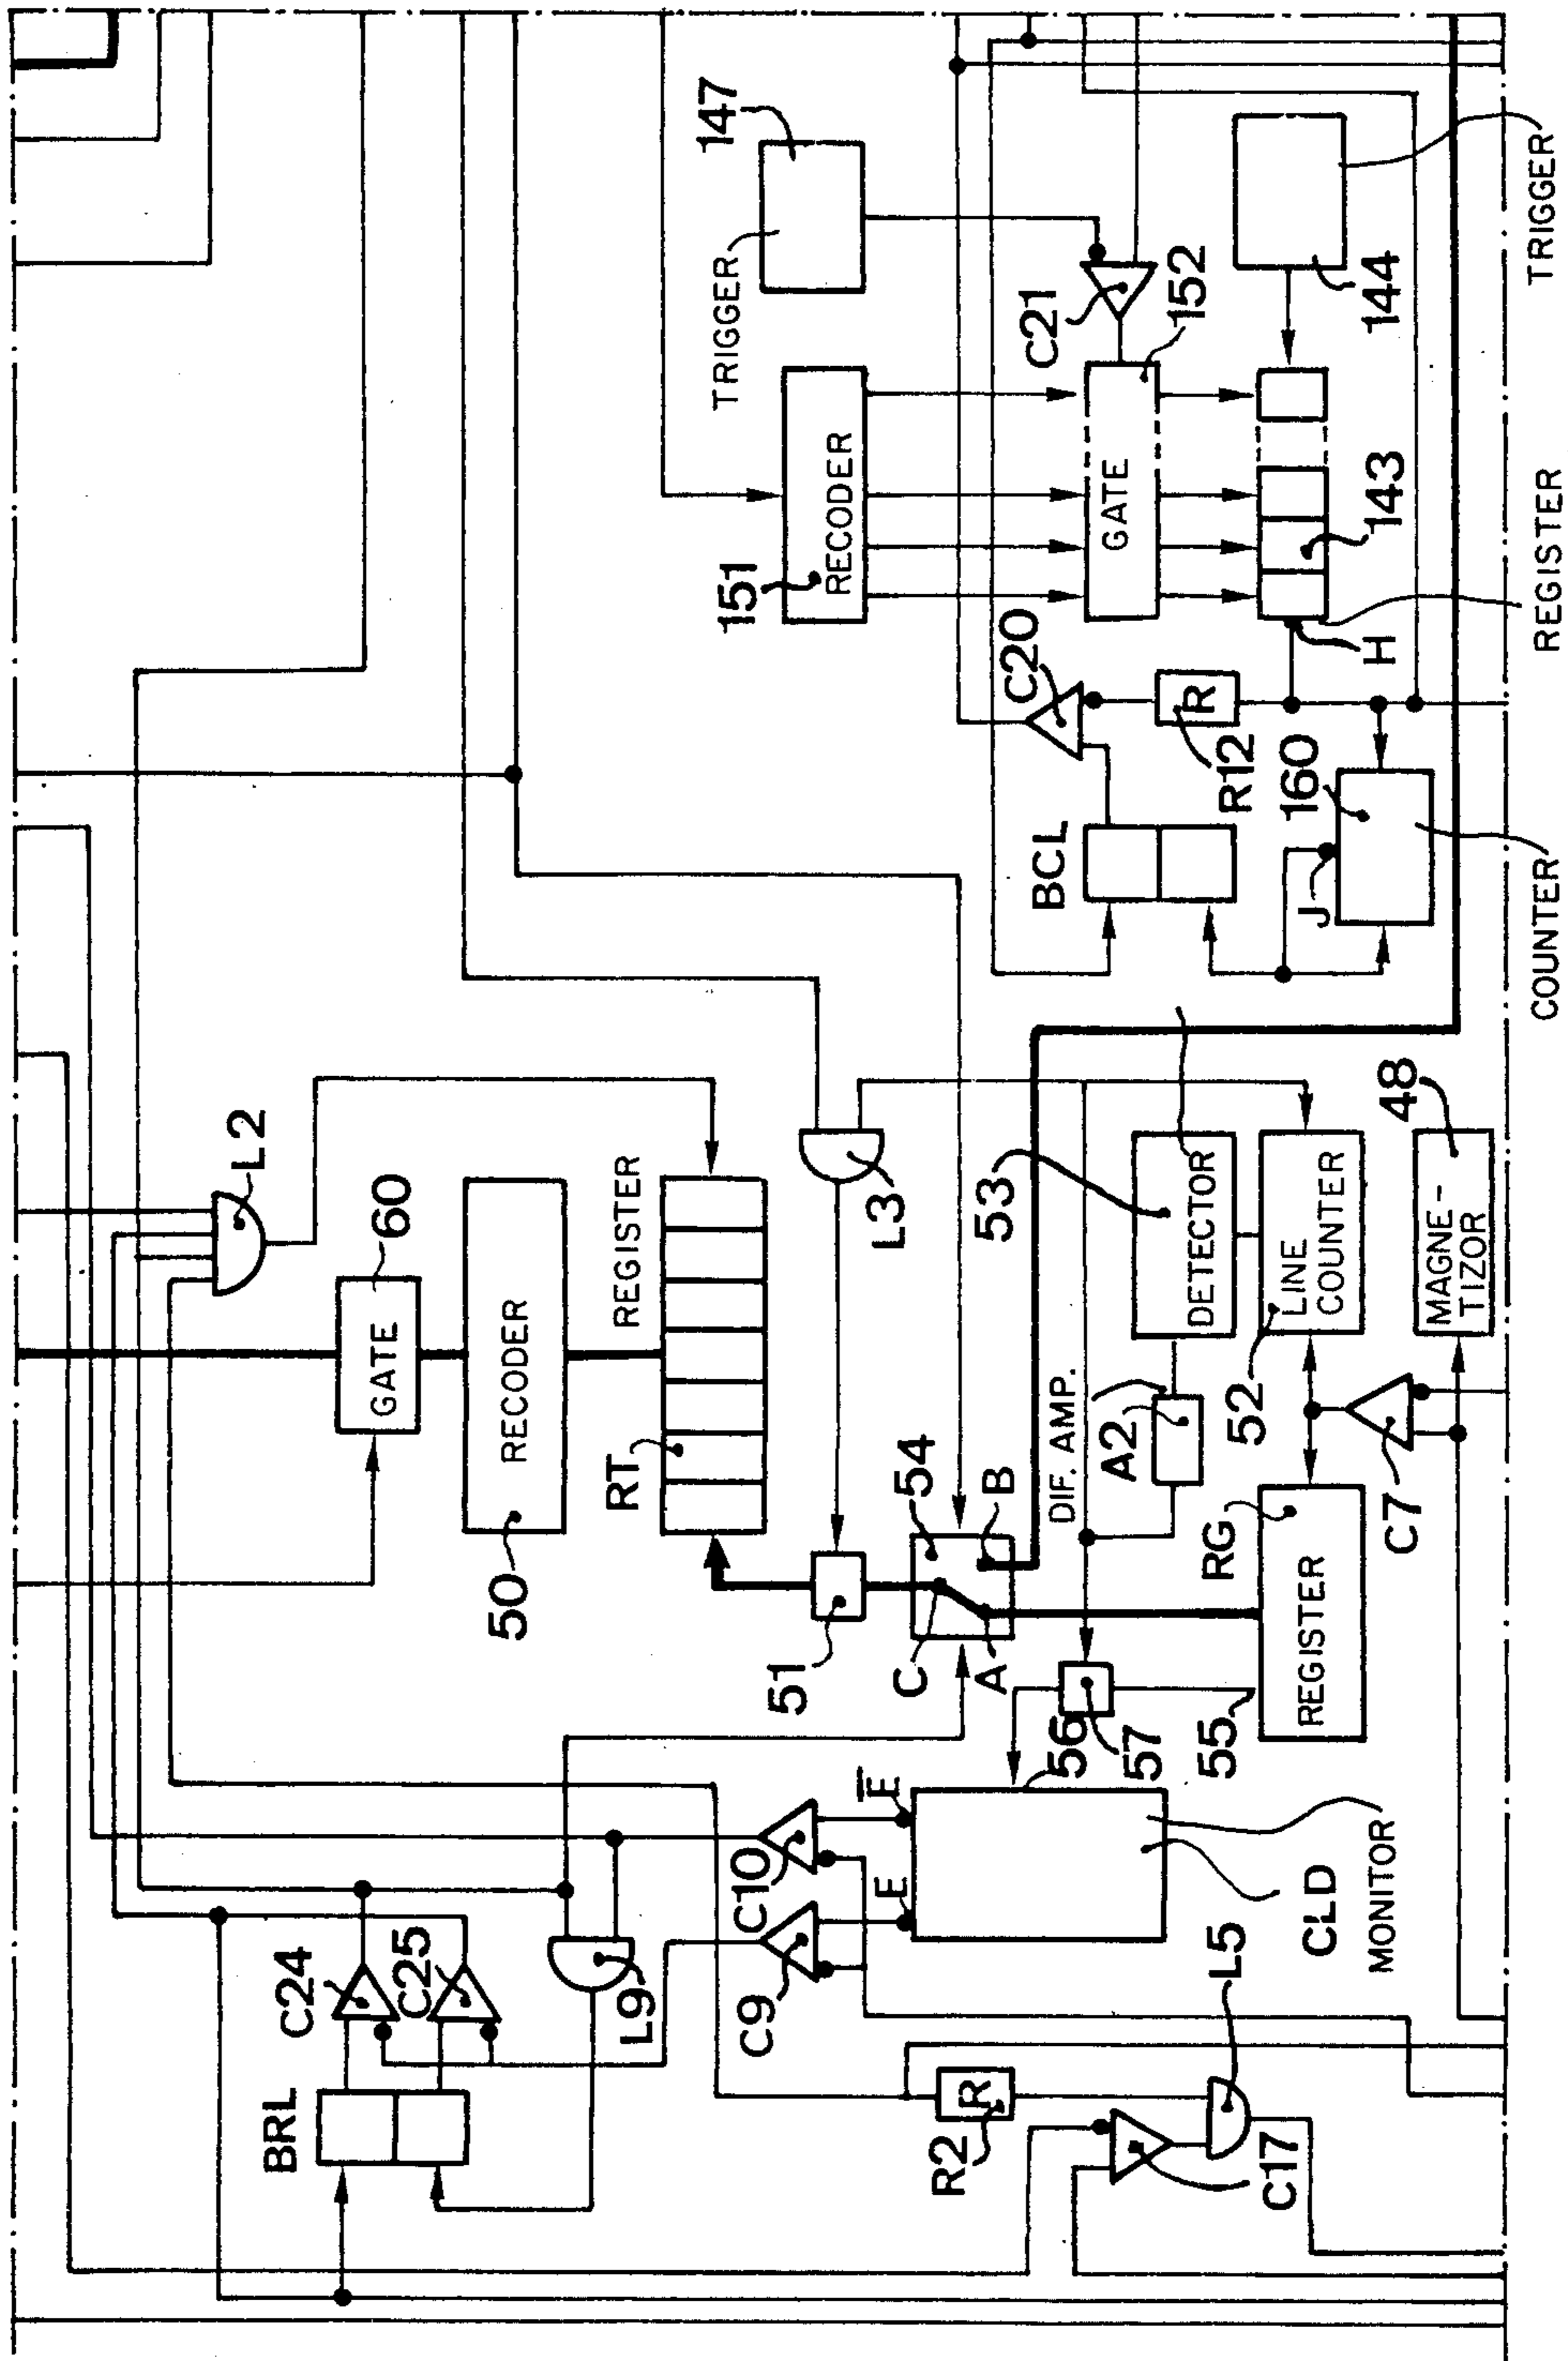 BRL
C24
C25
L9
L2
60
GATE
RECODER
50
REGISTER
RT
51
L3
54
C
A
B
C10
C9
E
E
56
57
55
CLD
MONITOR
R2
R
L5
C17
DIF. AMP.
A2
53
DETECTOR
52
LINE
COUNTER
RG
REGISTER
C7
MAGNE-
TIZOR
48
147
TRIGGER
151
RECODER
C21
152
GATE
C20
BCL
R
R12
143
H
144
160
J
COUNTER
REGISTER
TRIGGER